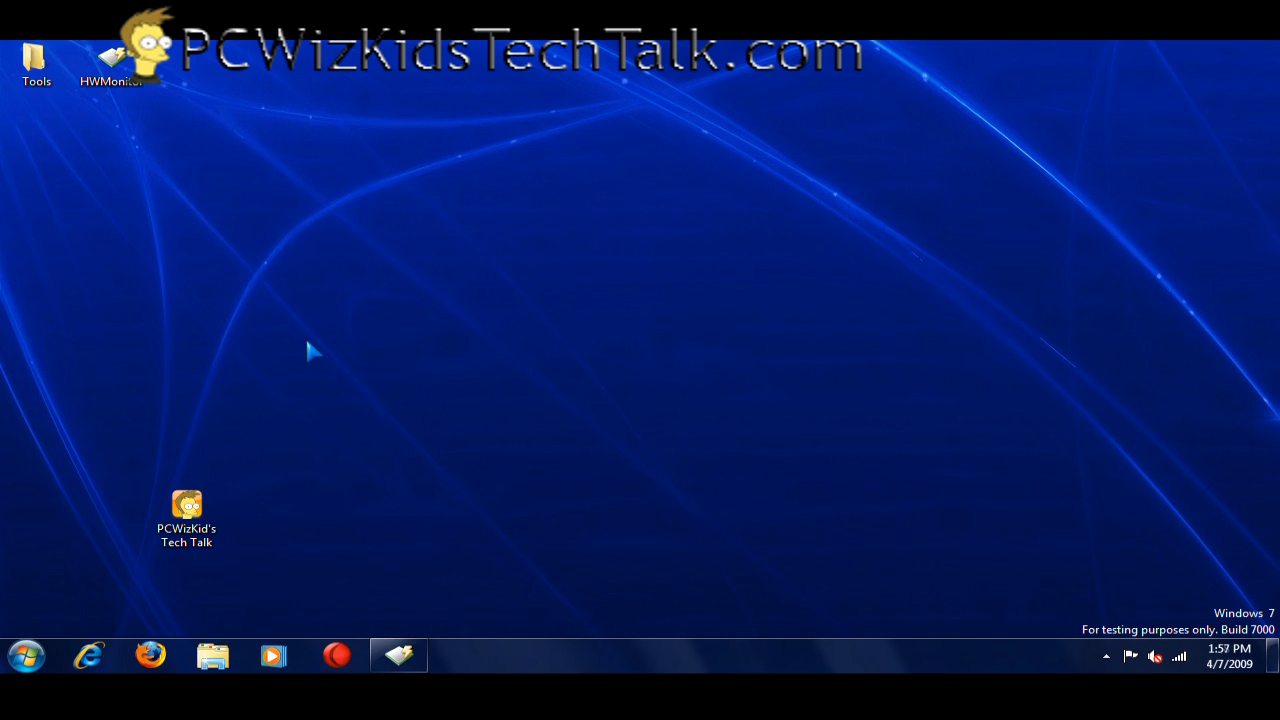 PCWizKidsTechTalk.com
Tools
HWMonitor
PCWizKid's
Tech Talk
Windows 7
For testing purposes only. Build 7000
1:57 PM
4/7/2009